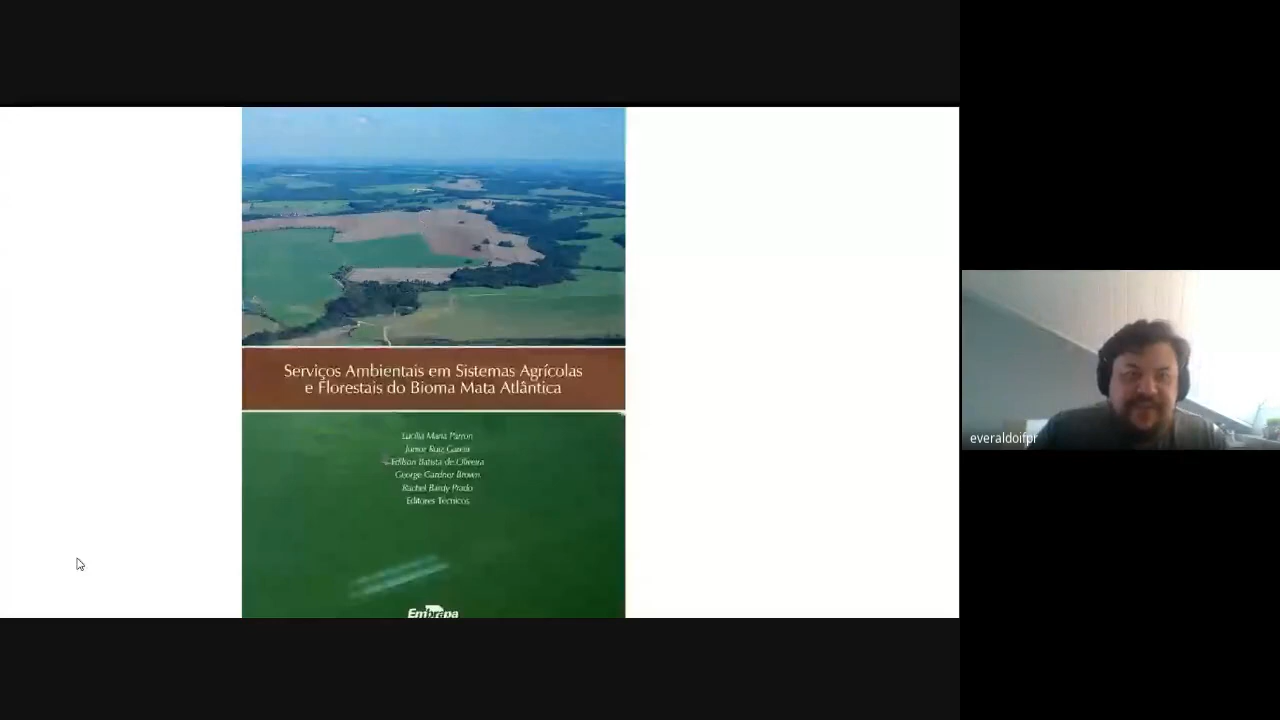 Serviços Ambientais em Sistemas Agrícolas
e Florestais do Bioma Mata Atlântica
Lucilia Maria Parron
Junior Ruiz Garcia
Edilson Batista de Oliveira
George Gardner Brown
Rachel Bardy Prado
Editores Técnicos
Embrapa
everaldoifpr